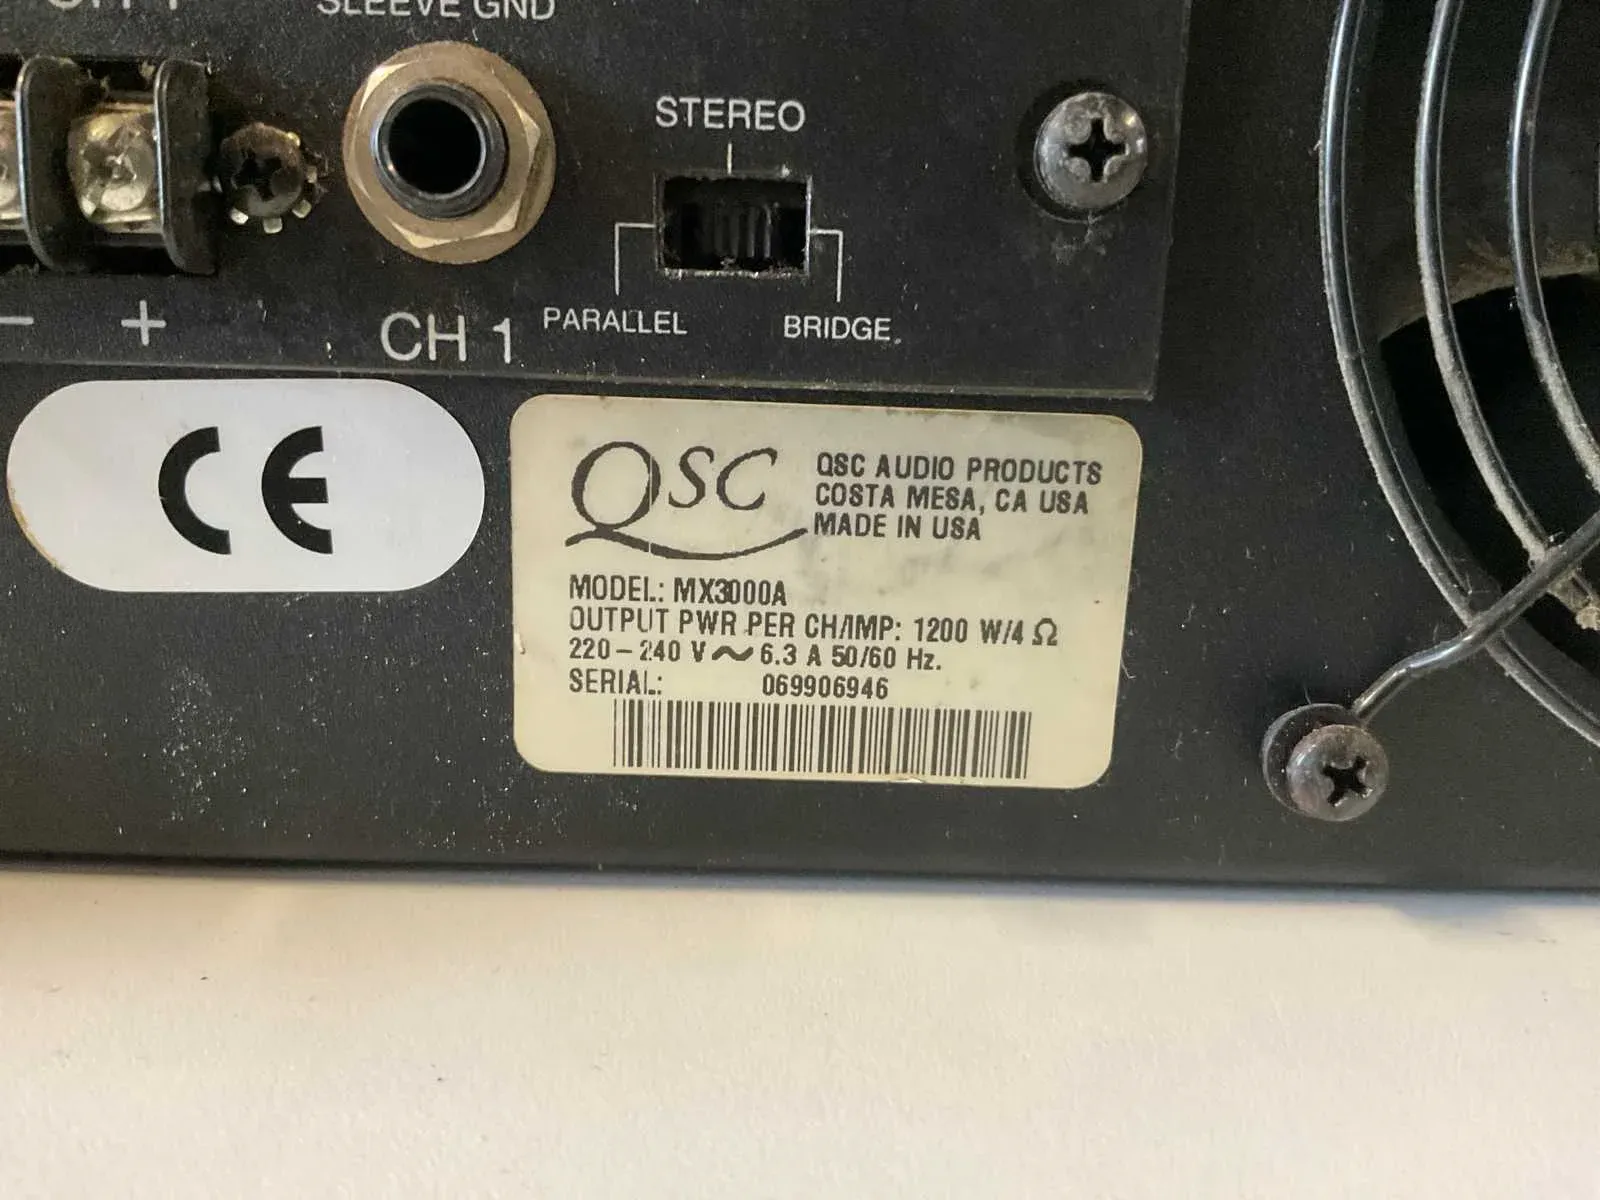 SLEEVE GND
STEREO
PARALLEL
BRIDGE
− +
CH 1
CE
QSC
QSC AUDIO PRODUCTS
COSTA MESA, CA USA
MADE IN USA
MODEL: MX3000A
OUTPUT PWR PER CH/IMP: 1200 W/4 Ω
220–240 V ~ 6.3 A 50/60 Hz.
SERIAL: 069906946